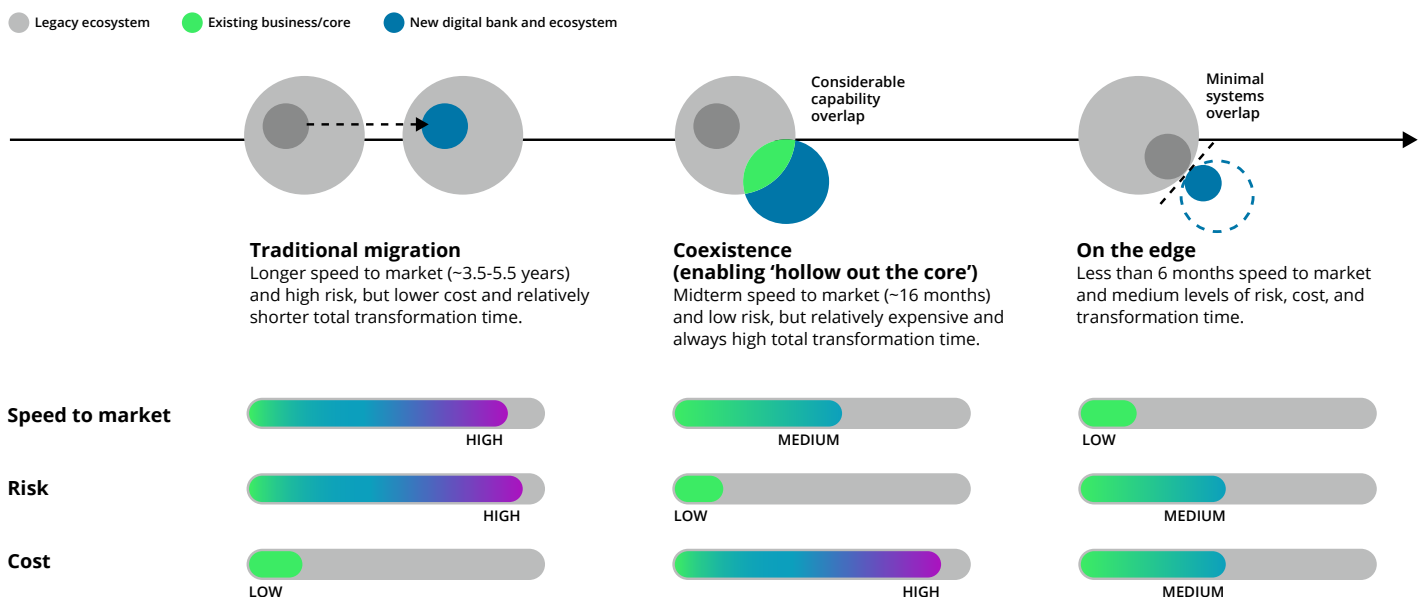 Legacy ecosystem
Existing business/core
New digital bank and ecosystem
Considerable
capability
overlap
Minimal
systems
overlap
Traditional migration
Longer speed to market (~3.5-5.5 years)
and high risk, but lower cost and relatively
shorter total transformation time.
Coexistence
(enabling ‘hollow out the core’)
Midterm speed to market (~16 months)
and low risk, but relatively expensive and
always high total transformation time.
On the edge
Less than 6 months speed to market
and medium levels of risk, cost, and
transformation time.
Speed to market
HIGH
MEDIUM
LOW
Risk
HIGH
LOW
MEDIUM
Cost
LOW
HIGH
MEDIUM